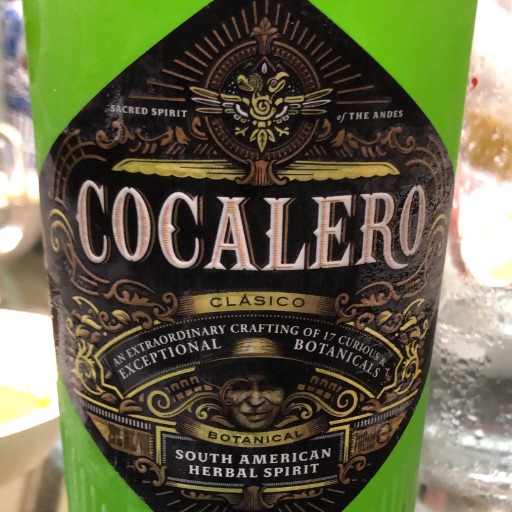 SACRED SPIRIT
of THE ANDES
COCALERO
CLÁSICO
AN EXTRAORDINARY CRAFTING OF 17 CURIOUS &
EXCEPTIONAL BOTANICALS
BOTANICAL
SOUTH AMERICAN
HERBAL SPIRIT